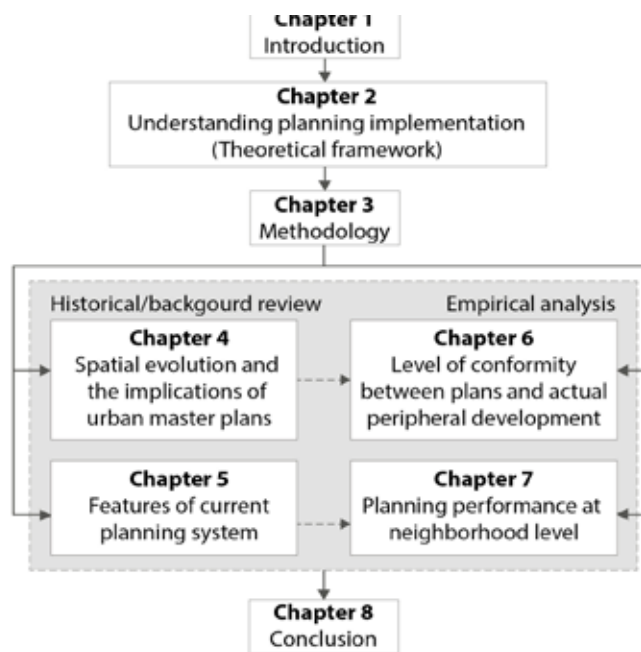 Chapter 1
Introduction
Chapter 2
Understanding planning implementation
(Theoretical framework)
Chapter 3
Methodology
Historical/backgourd review
Empirical analysis
Chapter 4
Spatial evolution and
the implications of
urban master plans
Chapter 6
Level of conformity
between plans and actual
peripheral development
Chapter 5
Features of current
planning system
Chapter 7
Planning performance at
neighborhood level
Chapter 8
Conclusion